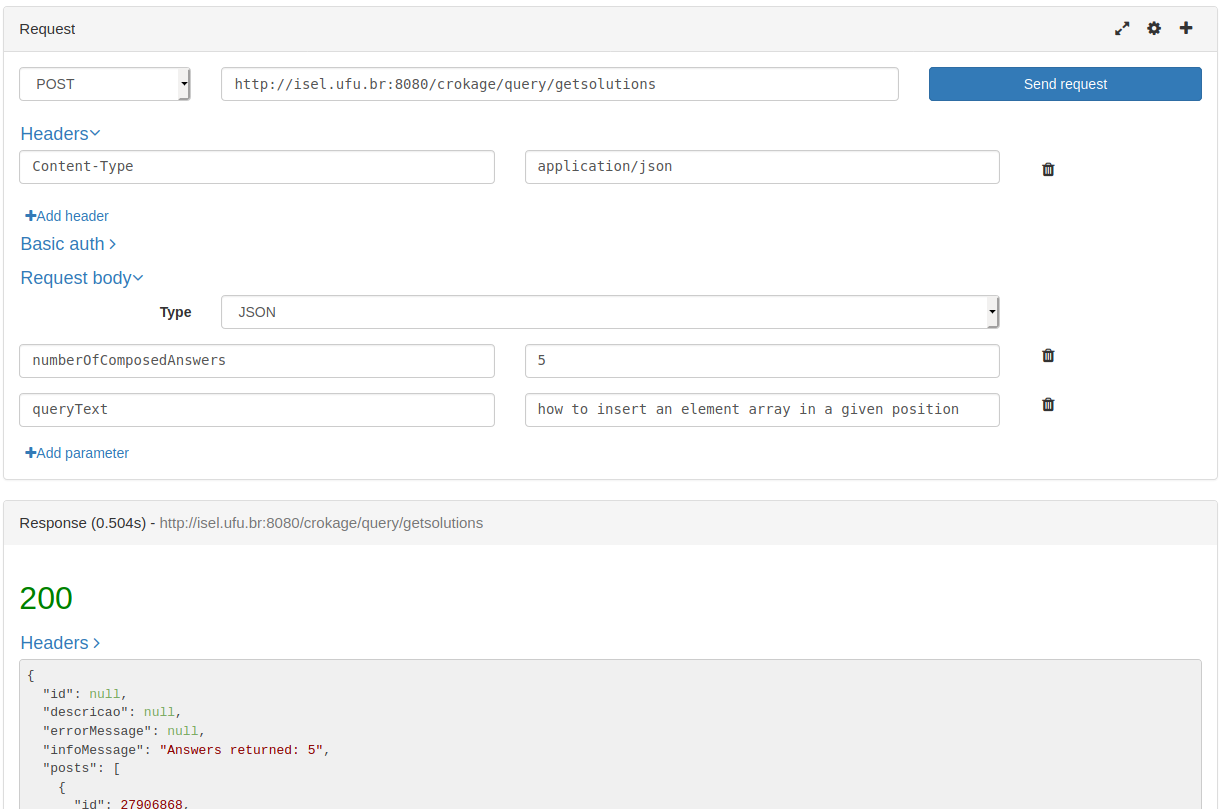 Request
POST
http://isel.ufu.br:8080/crokage/query/getsolutions
Send request
Headers
Content-Type
application/json
Add header
Basic auth
Request body
Type
JSON
numberOfComposedAnswers
5
queryText
how to insert an element array in a given position
Add parameter
Response (0.504s) - http://isel.ufu.br:8080/crokage/query/getsolutions
200
Headers
{
"id": null,
"descricao": null,
"errorMessage": null,
"infoMessage": "Answers returned: 5",
"posts": [
{
"id": 27906868,